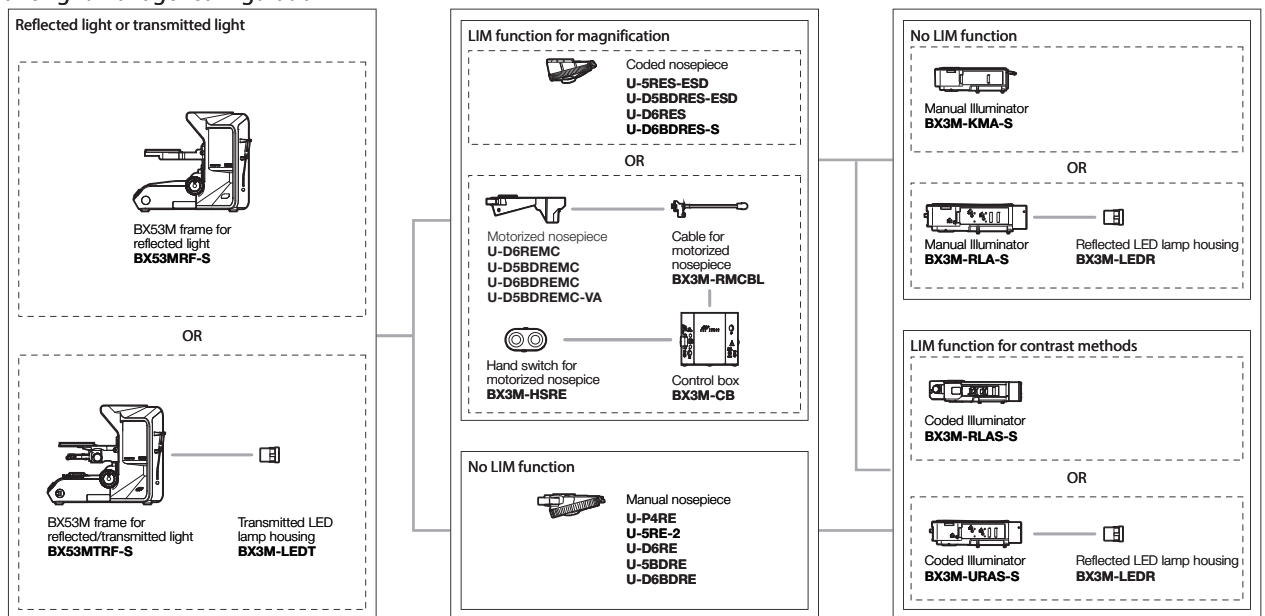 Reflected light or transmitted light
BX53M frame for
reflected light
BX53MRF-S
OR
BX53M frame for
reflected/transmitted light
BX53MTRF-S
Transmitted LED
lamp housing
BX3M-LEDT
LIM function for magnification
Coded nosepiece
U-5RES-ESD
U-D5BDRES-ESD
U-D6RES
U-D6BDRES-S
OR
Motorized nosepiece
U-D6REMC
U-D5BDREMC
U-D6BDREMC
U-D5BDREMC-VA
Cable for
motorized
nosepiece
BX3M-RMCBL
Hand switch for
motorized nosepice
BX3M-HSRE
Control box
BX3M-CB
No LIM function
Manual nosepiece
U-P4RE
U-5RE-2
U-D6RE
U-5BDRE
U-D6BDRE
No LIM function
Manual Illuminator
BX3M-KMA-S
OR
Manual Illuminator
BX3M-RLA-S
Reflected LED lamp housing
BX3M-LEDR
LIM function for contrast methods
Coded Illuminator
BX3M-RLAS-S
OR
Coded Illuminator
BX3M-URAS-S
Reflected LED lamp housing
BX3M-LEDR